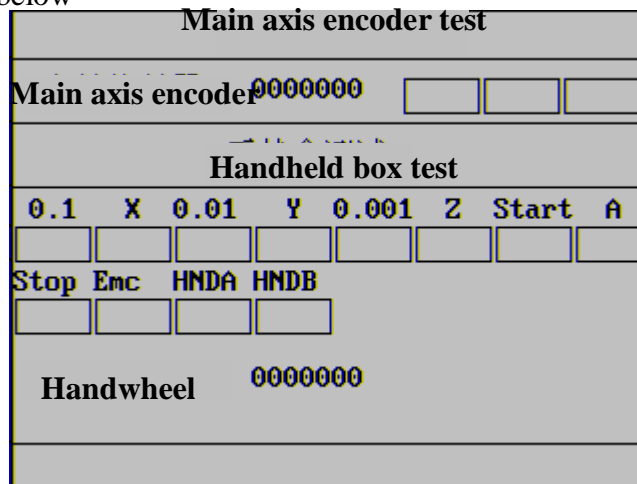 below
Main axis encoder test
Main axis encoder 0000000
Handheld box test
0.1 X 0.01 Y 0.001 Z Start A
Stop Emc HNDA HNDB
Handwheel 0000000